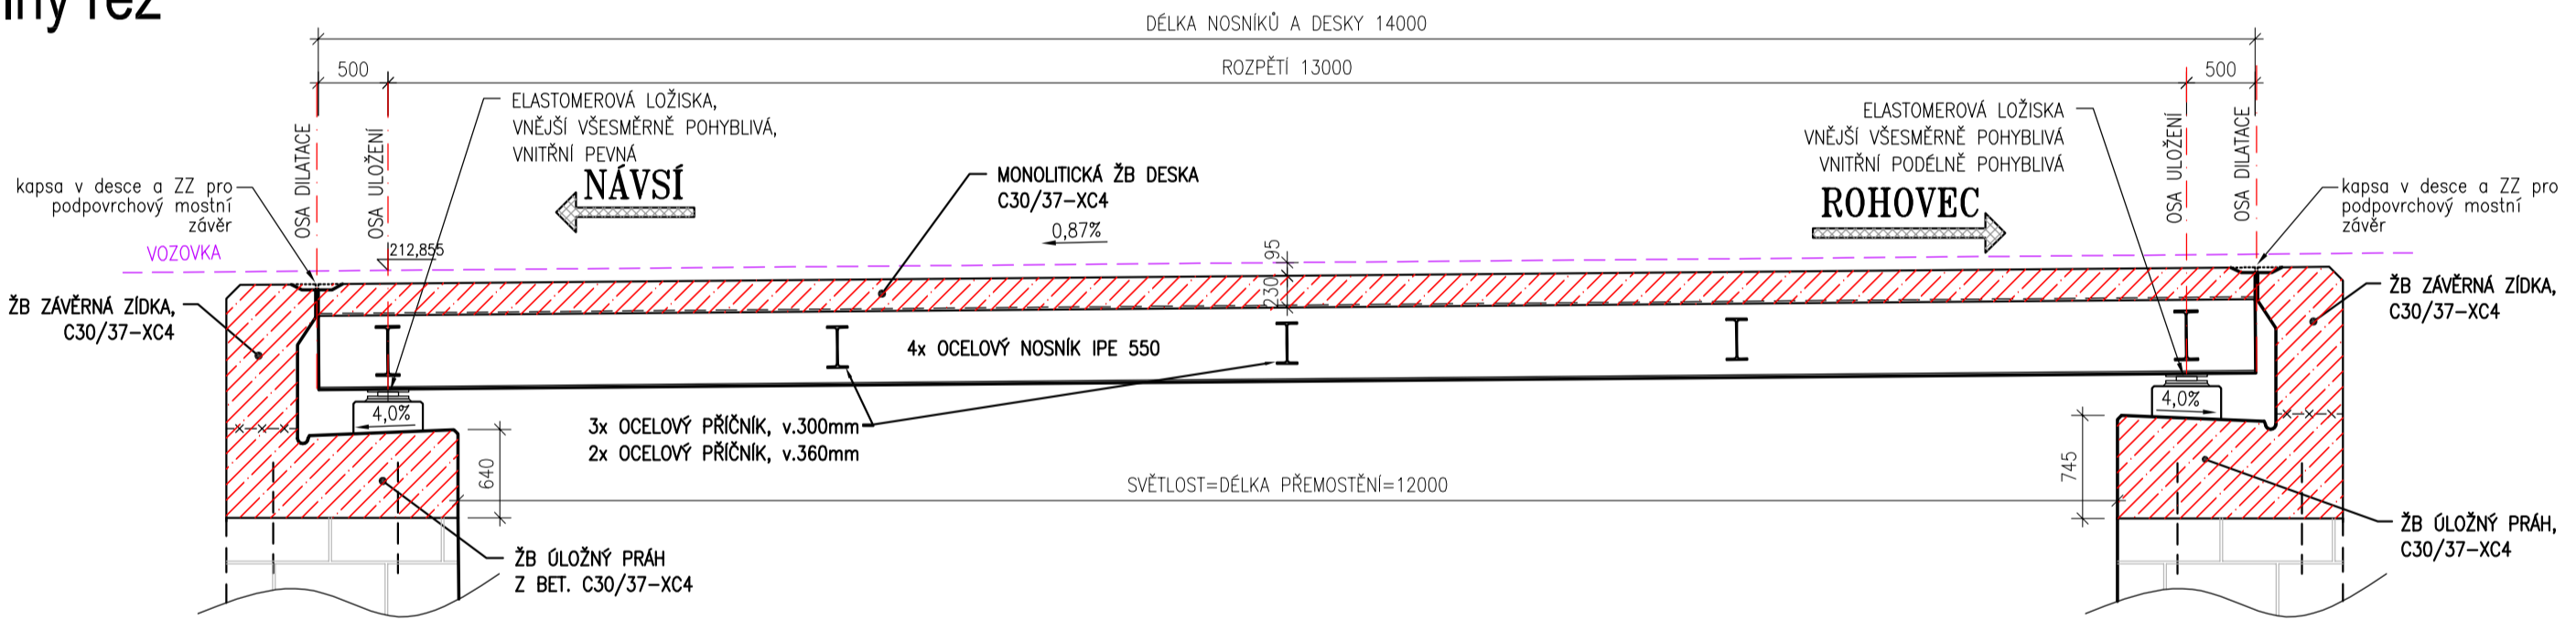 DÉLKA NOSNÍKŮ A DESKY 14000
500
ROZPĚTÍ 13000
500
OSA DILATACE
OSA ULOŽENÍ
ELASTOMEROVÁ LOŽISKA,
VNĚJŠÍ VŠESMĚRNĚ POHYBLIVÁ,
VNITŘNÍ PEVNÁ
NÁVSÍ
MONOLITICKÁ ŽB DESKA
C30/37-XC4
0,87%
ELASTOMEROVÁ LOŽISKA
VNĚJŠÍ VŠESMĚRNĚ POHYBLIVÁ
VNITŘNÍ PODÉLNĚ POHYBLIVÁ
ROHOVEC
OSA ULOŽENÍ
OSA DILATACE
kapsa v desce a ZZ pro
podpovrchový mostní
závěr
kapsa v desce a ZZ pro
podpovrchový mostní
závěr
VOZOVKA
212,855
95
230
ŽB ZÁVĚRNÁ ZÍDKA,
C30/37-XC4
ŽB ZÁVĚRNÁ ZÍDKA,
C30/37-XC4
4x OCELOVÝ NOSNÍK IPE 550
4,0%
4,0%
3x OCELOVÝ PŘÍČNÍK, v.300mm
2x OCELOVÝ PŘÍČNÍK, v.360mm
640
745
SVĚTLOST=DÉLKA PŘEMOSTĚNÍ=12000
ŽB ÚLOŽNÝ PRÁH
Z BET. C30/37-XC4
ŽB ÚLOŽNÝ PRÁH,
C30/37-XC4